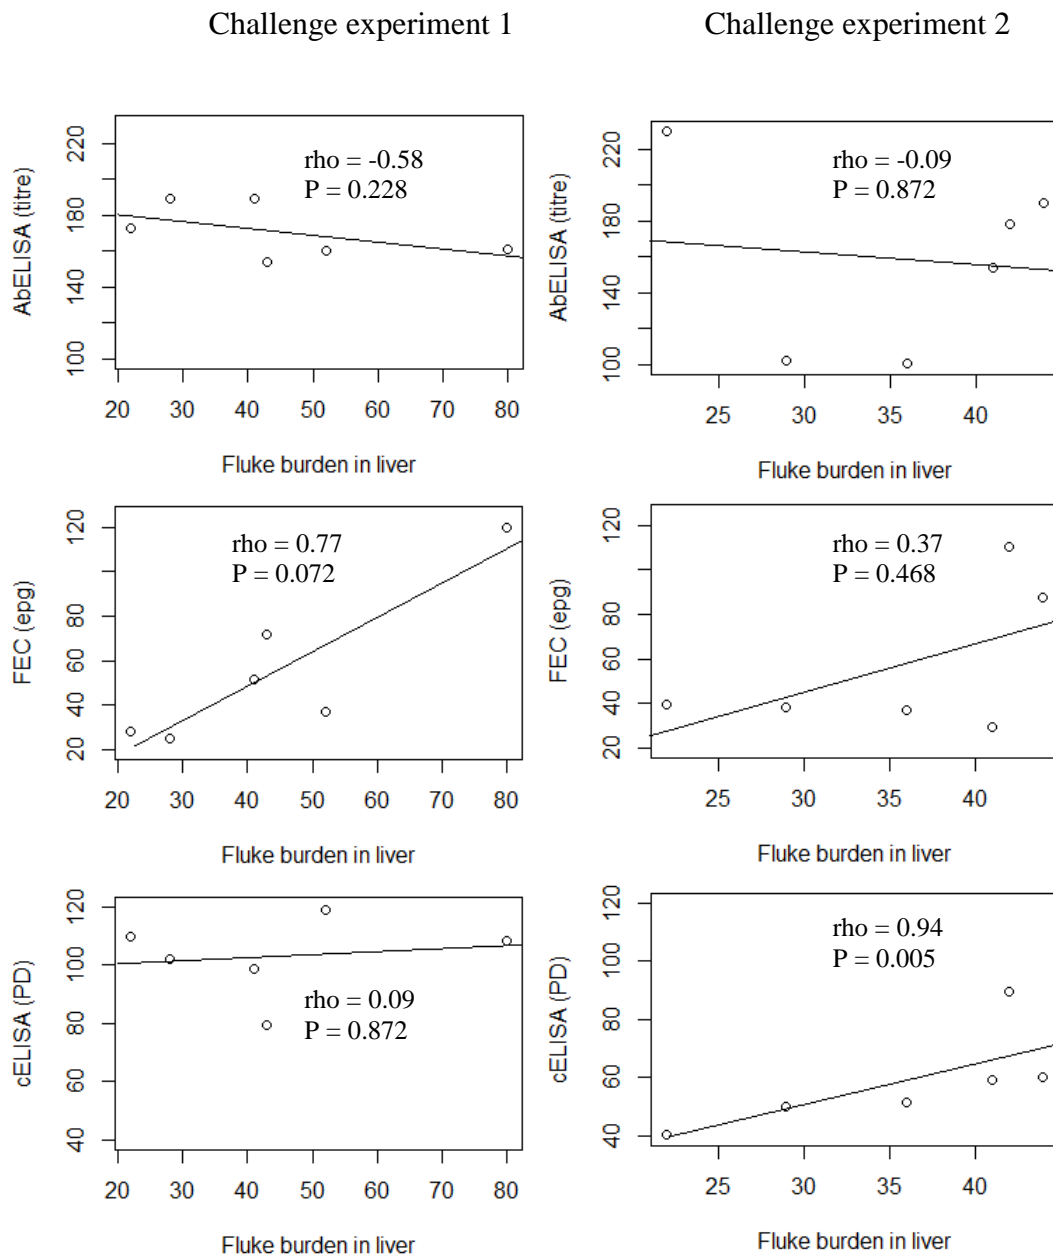 Challenge experiment 1
Challenge experiment 2
AbELISA (titre)
220
180
140
100
rho = -0.58
P = 0.228
20 30 40 50 60 70 80
Fluke burden in liver
AbELISA (titre)
220
180
140
100
rho = -0.09
P = 0.872
25 30 35 40
Fluke burden in liver
FEC (epg)
120
80
60
40
20
rho = 0.77
P = 0.072
20 30 40 50 60 70 80
Fluke burden in liver
FEC (epg)
120
80
60
40
20
rho = 0.37
P = 0.468
25 30 35 40
Fluke burden in liver
cELISA (PD)
120
100
80
60
40
rho = 0.09
P = 0.872
20 30 40 50 60 70 80
Fluke burden in liver
cELISA (PD)
120
100
80
60
40
rho = 0.94
P = 0.005
25 30 35 40
Fluke burden in liver